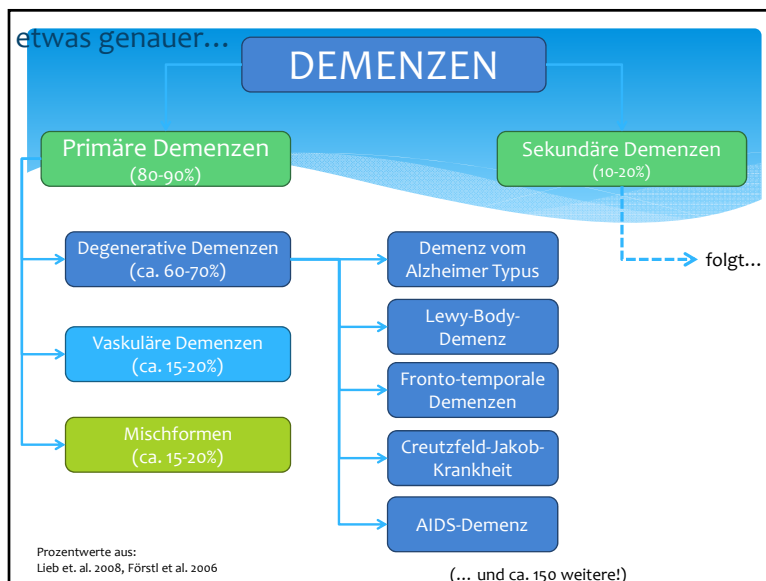 etwas genauer...
DEMENZEN
Primäre Demenzen
(80-90%)
Sekundäre Demenzen
(10-20%)
Degenerative Demenzen
(ca. 60-70%)
Demenz vom
Alzheimer Typus
folgt...
Lewy-Body-
Demenz
Vaskuläre Demenzen
(ca. 15-20%)
Fronto-temporale
Demenzen
Mischformen
(ca. 15-20%)
Creutzfeld-Jakob-
Krankheit
AIDS-Demenz
Prozentwerte aus:
Lieb et. al. 2008, Förstl et al. 2006
(... und ca. 150 weitere!)